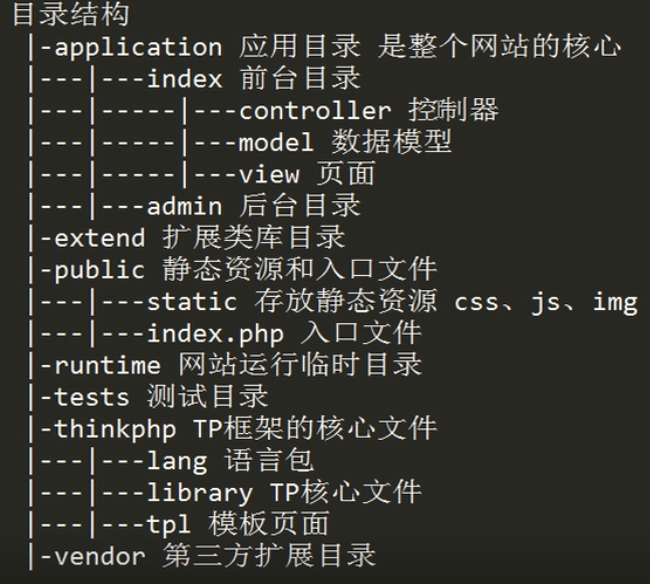 目录结构
|-application 应用目录 是整个网站的核心
|---|---index 前台目录
|---|-----|---controller 控制器
|---|-----|---model 数据模型
|---|-----|---view 页面
|---|---admin 后台目录
|-extend 扩展类库目录
|-public 静态资源和入口文件
|---|---static 存放静态资源 css、js、img
|---|---index.php 入口文件
|-runtime 网站运行临时目录
|-tests 测试目录
|-thinkphp TP框架的核心文件
|---|---lang 语言包
|---|---library TP核心文件
|---|---tpl 模板页面
|-vendor 第三方扩展目录